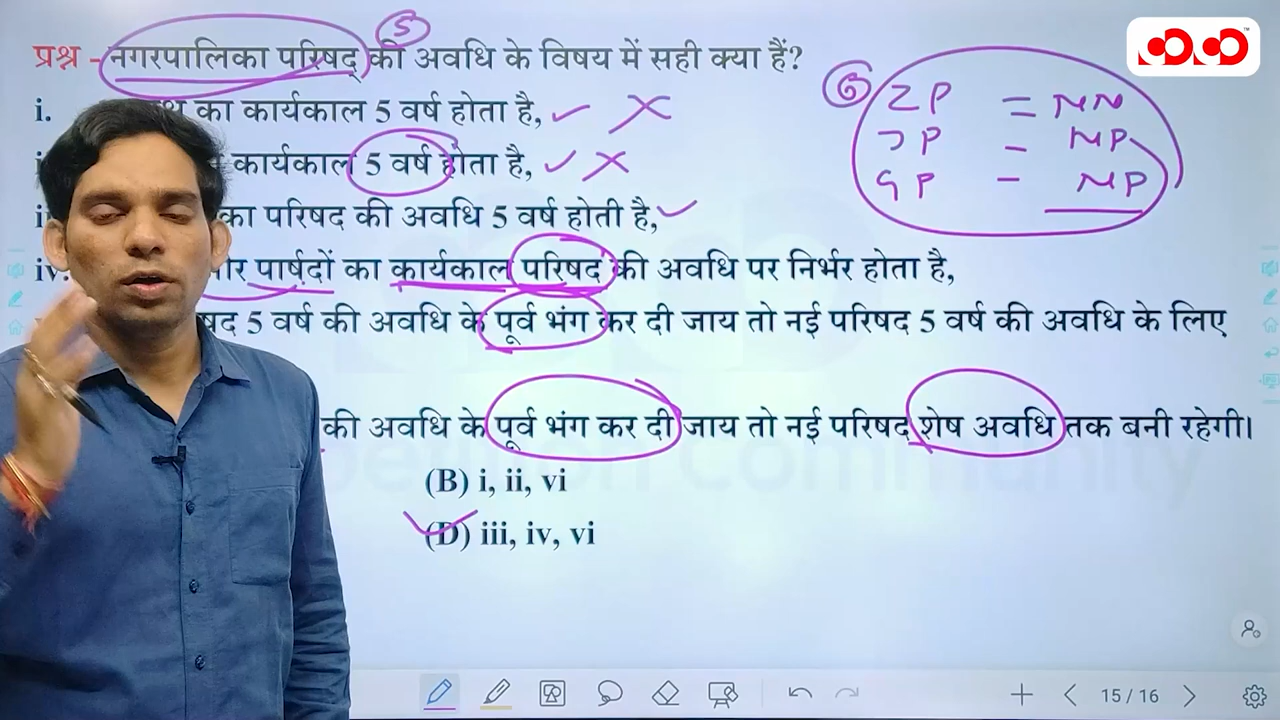 5
प्रश्न - नगरपालिका परिषद् की अवधि के विषय में सही क्या हैं?
i. का कार्यकाल 5 वर्ष होता है,
कार्यकाल 5 वर्ष होता है,
का परिषद की अवधि 5 वर्ष होती है,
iv. पार्षदों का कार्यकाल परिषद की अवधि पर निर्भर होता है,
5 वर्ष की अवधि के पूर्व भंग कर दी जाय तो नई परिषद 5 वर्ष की अवधि के लिए
की अवधि के पूर्व भंग कर दी जाय तो नई परिषद शेष अवधि तक बनी रहेगी।
(B) i, ii, vi
(D) iii, iv, vi
6
ZP = NN
JP - NP
GP - NP
15 / 16